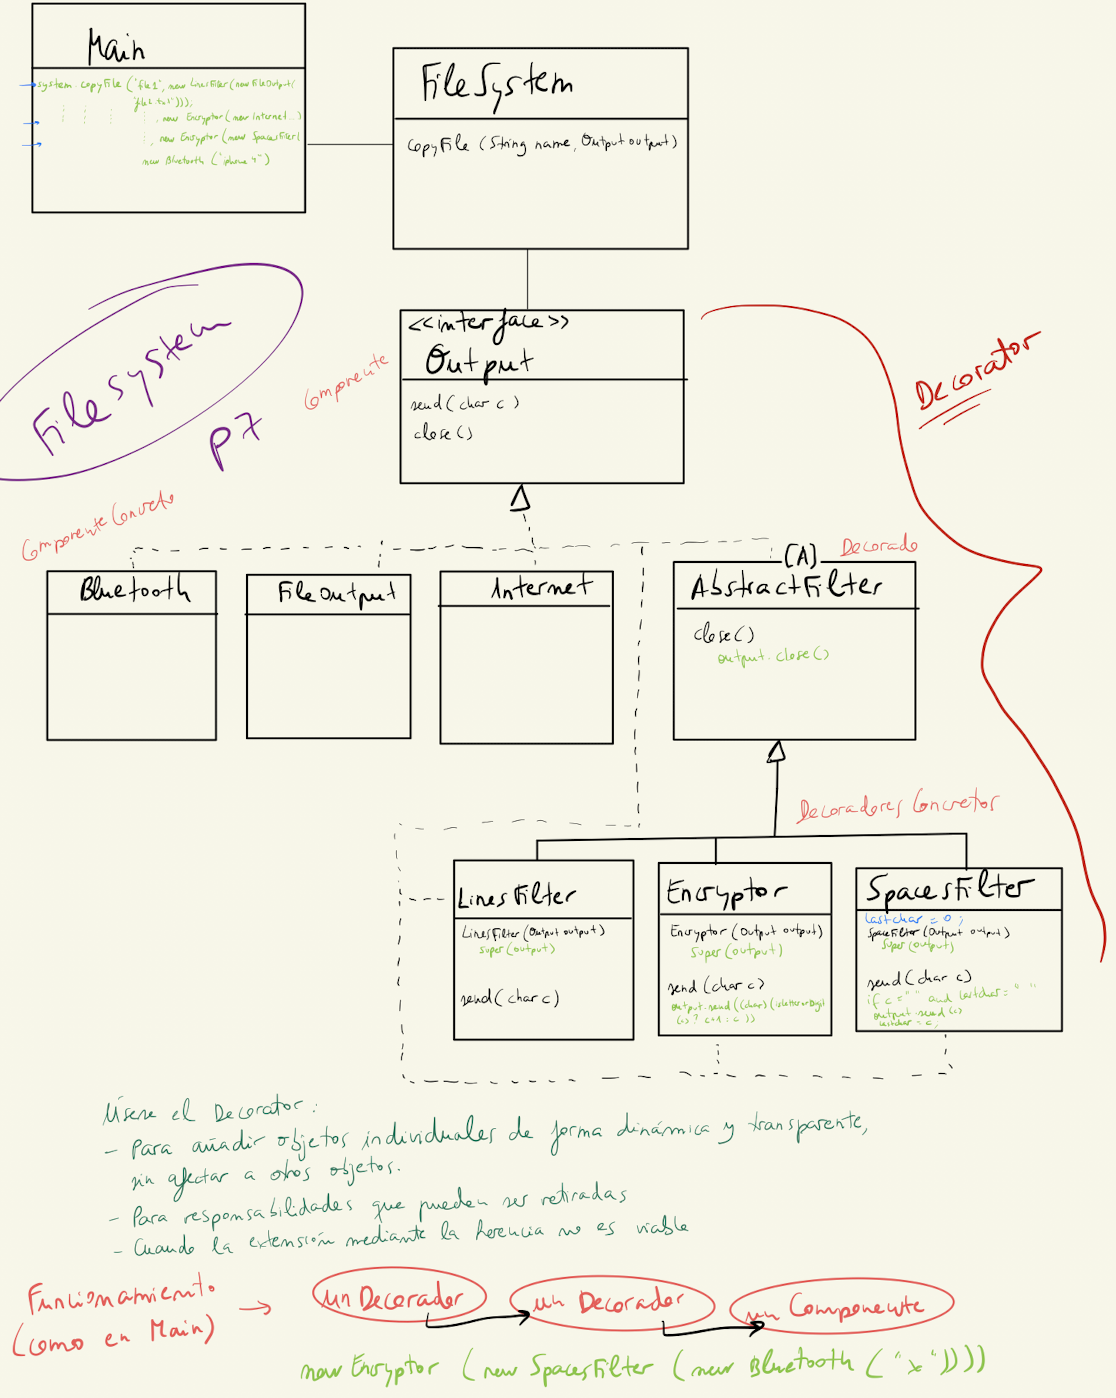 Main
system copyFile ("file1", new LinesFilter(new FileOutput(
"file2.txt")));
, new Encryptor (new Internet...)
, new Encryptor (new SpacesFilter(
new Bluetooth ("iphone 4")
FileSystem
copyFile (String name, Output output)
Filesystem
P7
Componente
<<interface>>
Output
send( char c )
close()
Decorator
Componente Concreto
Bluetooth
FileOutput
Internet
(A)
Decorado
AbstractFilter
close()
output.close()
Decoradores Concretos
LinesFilter
LinesFilter (Output output)
super (output)
send( char c)
Encryptor
Encryptor (Output output)
super (output)
send (char c)
output.send ((char) (isLetterorDigit
(c) ? c+1 : c ))
SpacesFilter
lastchar = 0;
SpaceFilter (Output output)
super (output)
send( char c)
if c = " " and lastchar = " "
output.send (c)
lastchar = c;
Úsese el Decorator:
- Para añadir objetos individuales de forma dinámica y transparente,
sin afectar a otros objetos.
- Para responsabilidades que pueden ser retiradas
- Cuando la extensión mediante la herencia no es viable
Funcionamiento
(como en Main)
un Decorador
un Decorador
un Componente
new Encryptor ( new SpacesFilter ( new Bluetooth ( "x" ))))